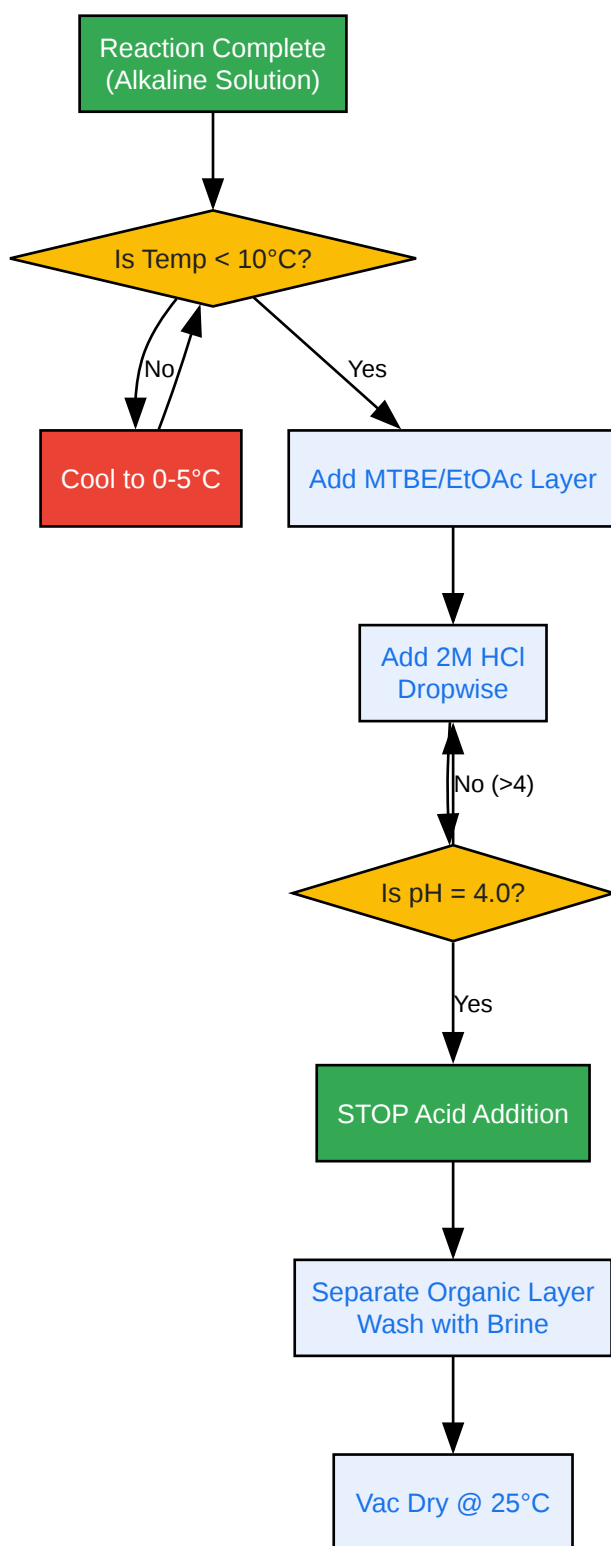 Reaction Complete
(Alkaline Solution)
Is Temp < 10°C?
No
Yes
Cool to 0-5°C
Add MTBE/EtOAc Layer
Add 2M HCl
Dropwise
No (>4)
Is pH = 4.0?
Yes
STOP Acid Addition
Separate Organic Layer
Wash with Brine
Vac Dry @ 25°C